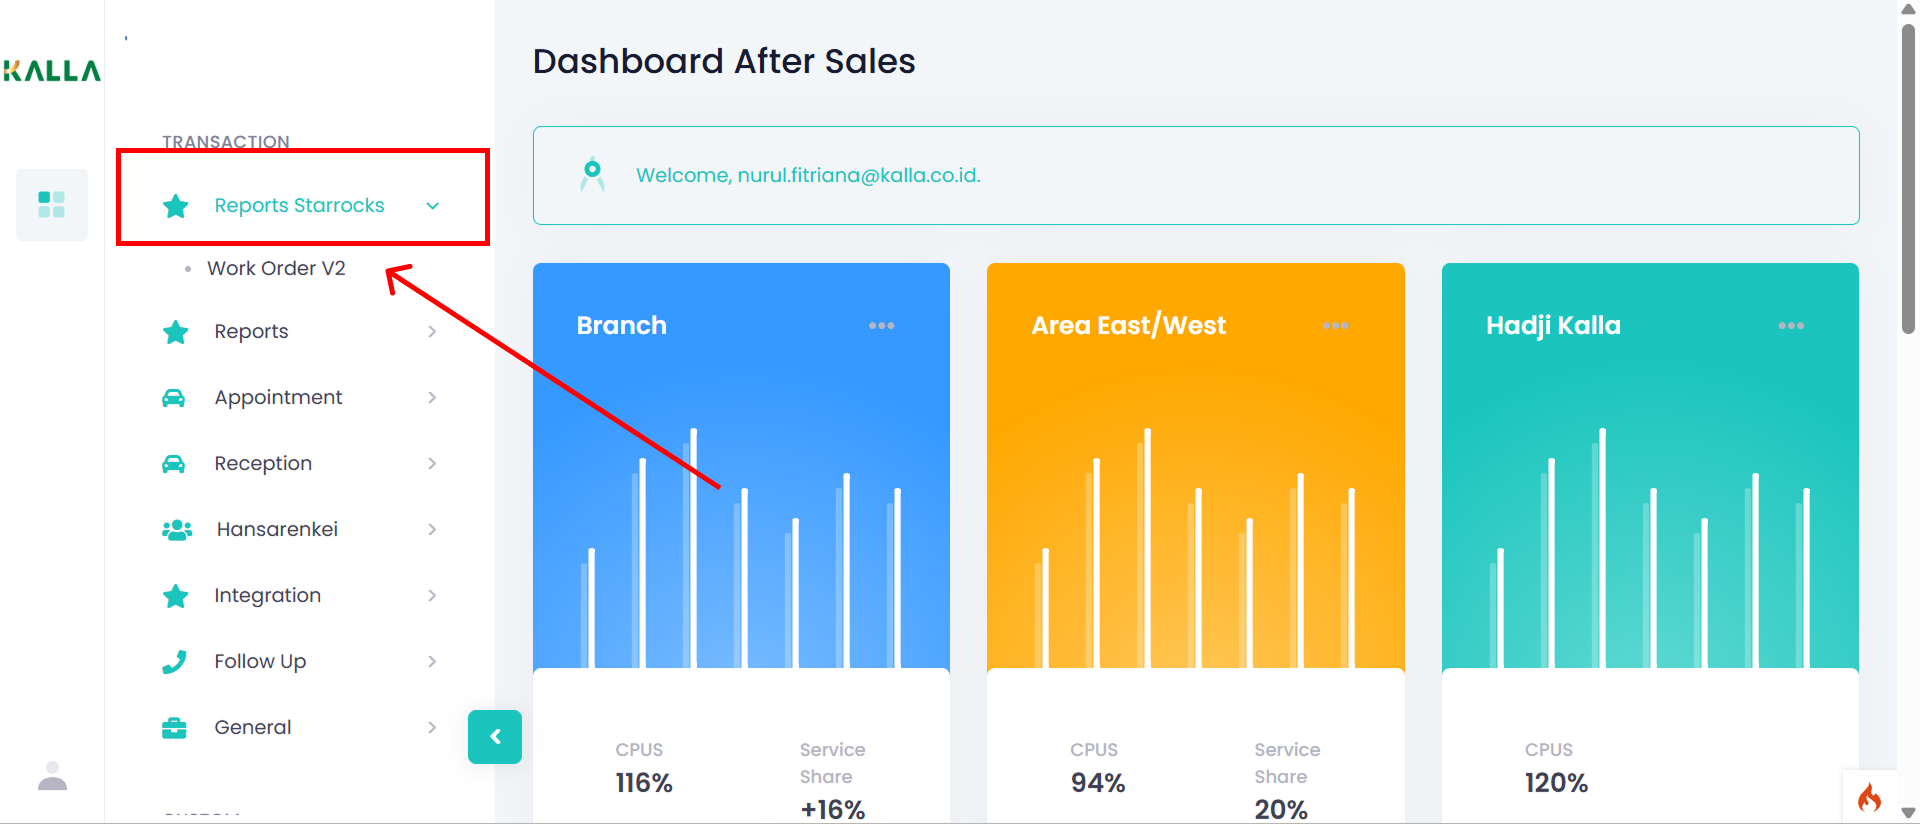 KALLA
TRANSACTION
Reports Starrocks
Work Order V2
Reports
Appointment
Reception
Hansarenkei
Integration
Follow Up
General
Dashboard After Sales
Welcome, nurul.fitriana@kalla.co.id.
Branch
CPUS
116%
Service
Share
+16%
Area East/West
CPUS
94%
Service
Share
20%
Hadji Kalla
CPUS
120%